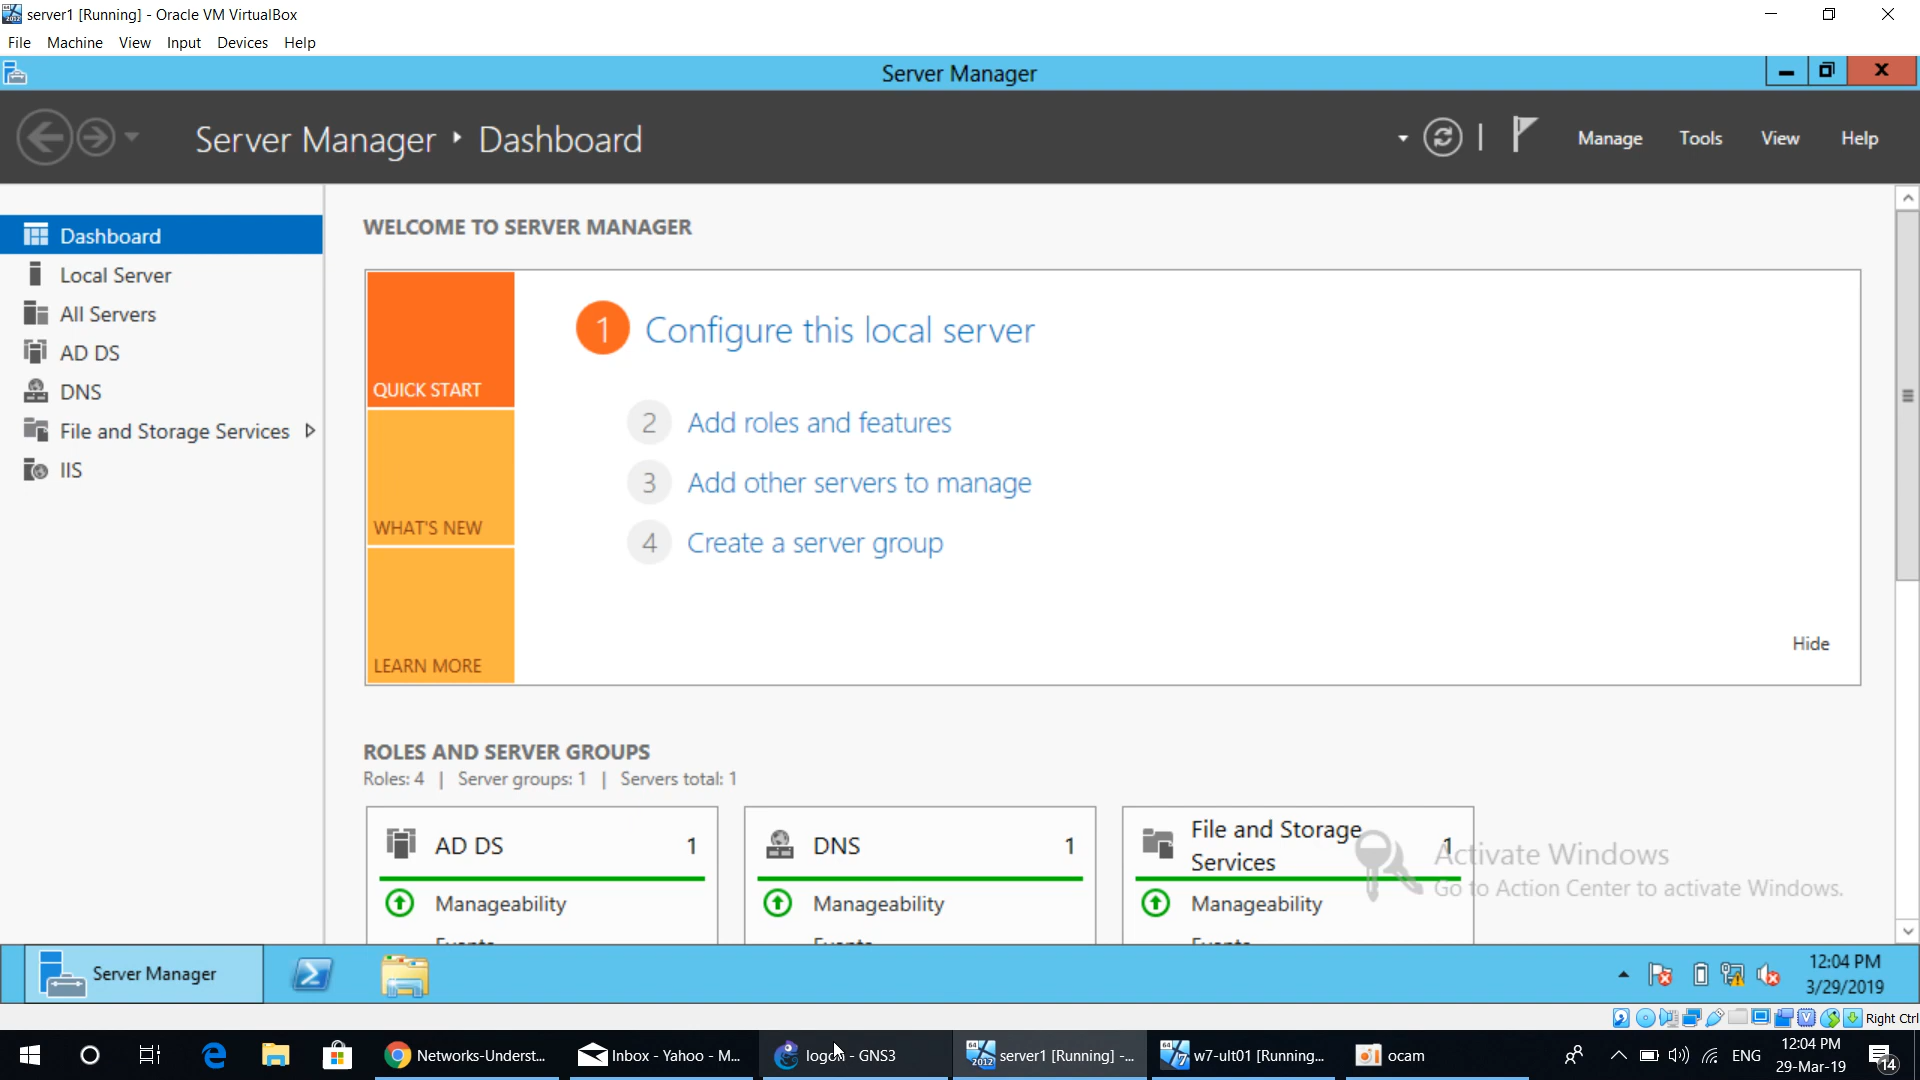 server1 [Running] - Oracle VM VirtualBox
File Machine View Input Devices Help
Server Manager
Server Manager ‣ Dashboard
Manage Tools View Help
Dashboard
Local Server
All Servers
AD DS
DNS
File and Storage Services
IIS
WELCOME TO SERVER MANAGER
QUICK START
WHAT'S NEW
LEARN MORE
1 Configure this local server
2 Add roles and features
3 Add other servers to manage
4 Create a server group
Hide
ROLES AND SERVER GROUPS
Roles: 4 | Server groups: 1 | Servers total: 1
AD DS 1
Manageability
Events
DNS 1
Manageability
Events
File and Storage Services 1
Manageability
Events
Activate Windows
Go to Action Center to activate Windows.
Server Manager
12:04 PM
3/29/2019
Right Ctrl
Networks-Underst...
Inbox - Yahoo - M...
logon - GNS3
server1 [Running] -...
w7-ult01 [Running...
ocam
ENG
12:04 PM
29-Mar-19
14